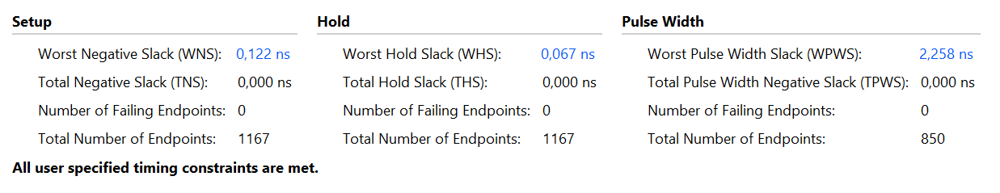 Setup
Worst Negative Slack (WNS): 0,122 ns
Total Negative Slack (TNS): 0,000 ns
Number of Failing Endpoints: 0
Total Number of Endpoints: 1167
Hold
Worst Hold Slack (WHS): 0,067 ns
Total Hold Slack (THS): 0,000 ns
Number of Failing Endpoints: 0
Total Number of Endpoints: 1167
Pulse Width
Worst Pulse Width Slack (WPWS): 2,258 ns
Total Pulse Width Negative Slack (TPWS): 0,000 ns
Number of Failing Endpoints: 0
Total Number of Endpoints: 850
All user specified timing constraints are met.